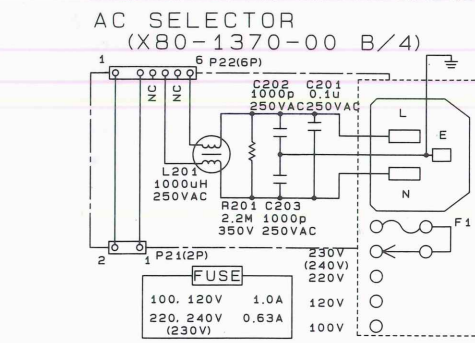 AC SELECTOR
(X80-1370-00 B/4)
1
6 P22(6P)
NC
NC
C202 C201
1000p 0.1u
250VAC 250VAC
L
E
N
L201
1000uH
250VAC
R201 C203
2.2M 1000p
350V 250VAC
F1
2
1 P21(2P)
230V
(240V)
220V
120V
100V
FUSE
100, 120V 1.0A
220, 240V 0.63A
(230V)